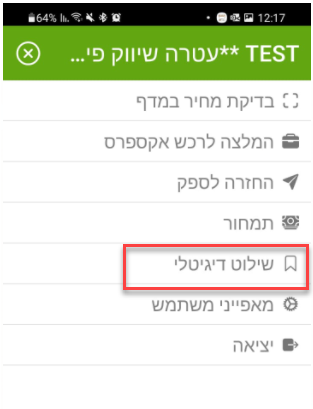 64% 12:17
TEST **עטרה שיווק פי...
בדיקת מחיר במדף
המלצה לרכש אקספרס
החזרה לספק
תמחור
שילוט דיגיטלי
מאפייני משתמש
יציאה